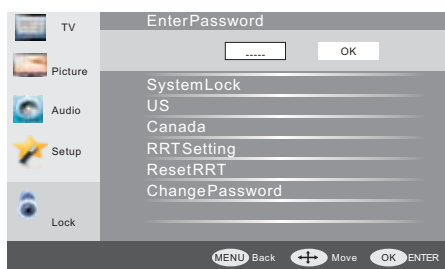 TV
Picture
Audio
Setup
Lock
EnterPassword
----- OK
SystemLock
US
Canada
RRTSetting
ResetRRT
ChangePassword
MENU Back Move OK ENTER